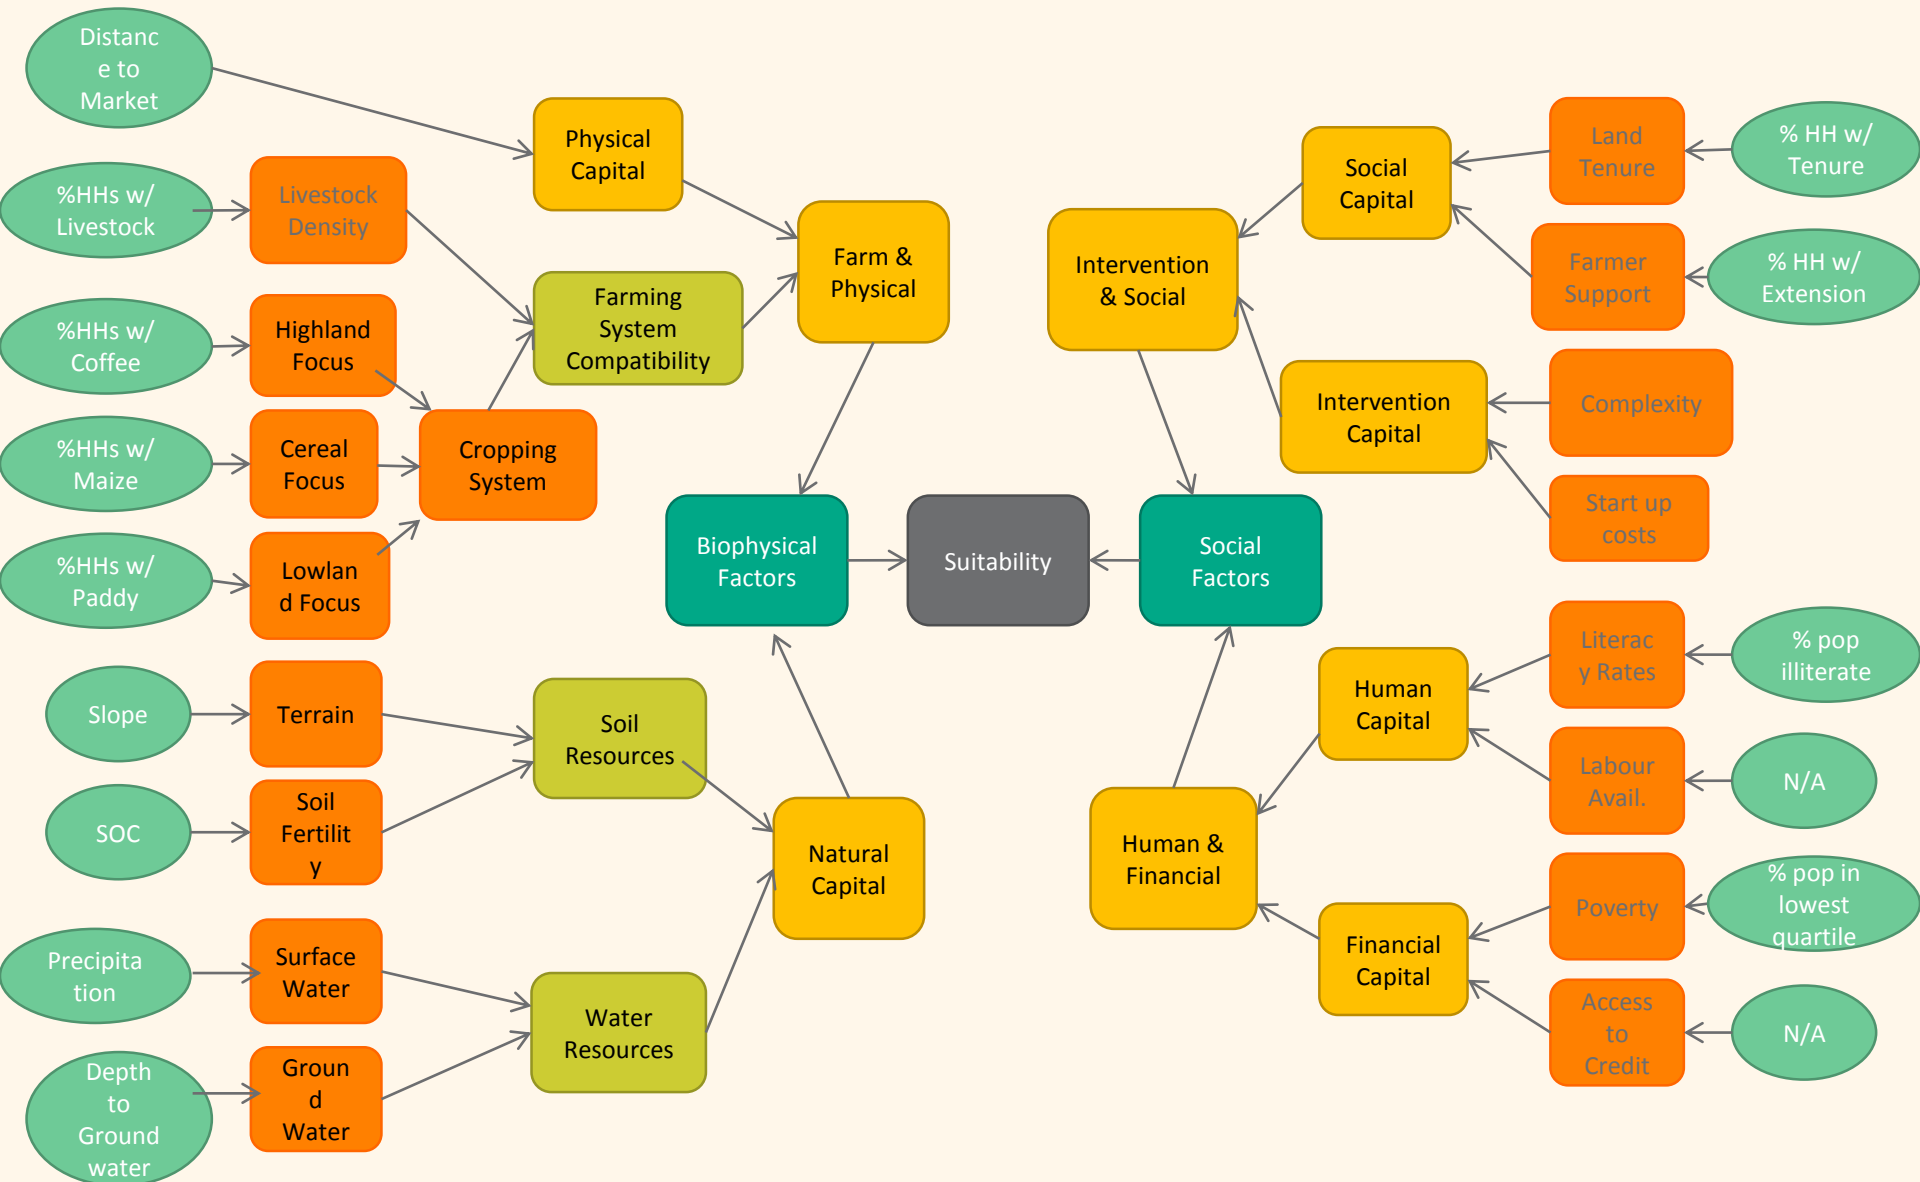 Distanc
e to
Market
%HHs w/
Livestock
%HHs w/
Coffee
%HHs w/
Maize
%HHs w/
Paddy
Slope
SOC
Precipita
tion
Depth
to
Ground
water
Livestock
Density
Highland
Focus
Cereal
Focus
Lowlan
d Focus
Terrain
Soil
Fertilit
y
Surface
Water
Groun
d
Water
Cropping
System
Physical
Capital
Farming
System
Compatibility
Soil
Resources
Water
Resources
Farm &
Physical
Natural
Capital
Biophysical
Factors
Suitability
Social
Factors
Intervention
& Social
Human &
Financial
Social
Capital
Intervention
Capital
Human
Capital
Financial
Capital
Land
Tenure
Farmer
Support
Complexity
Start up
costs
Literac
y Rates
Labour
Avail.
Poverty
Access
to
Credit
% HH w/
Tenure
% HH w/
Extension
% pop
illiterate
N/A
% pop in
lowest
quartile
N/A